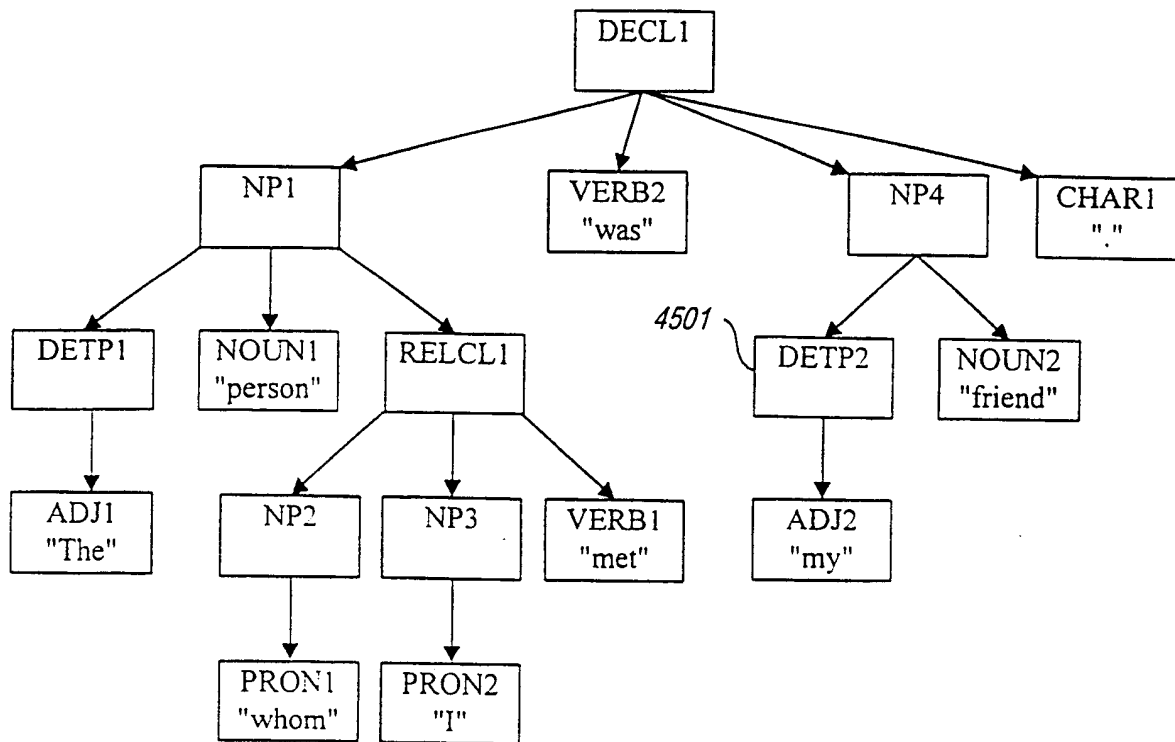 DECL1
NP1
VERB2
"was"
NP4
CHAR1
"."
4501
DETP1
NOUN1
"person"
RELCL1
DETP2
NOUN2
"friend"
ADJ1
"The"
NP2
NP3
VERB1
"met"
ADJ2
"my"
PRON1
"whom"
PRON2
"I"